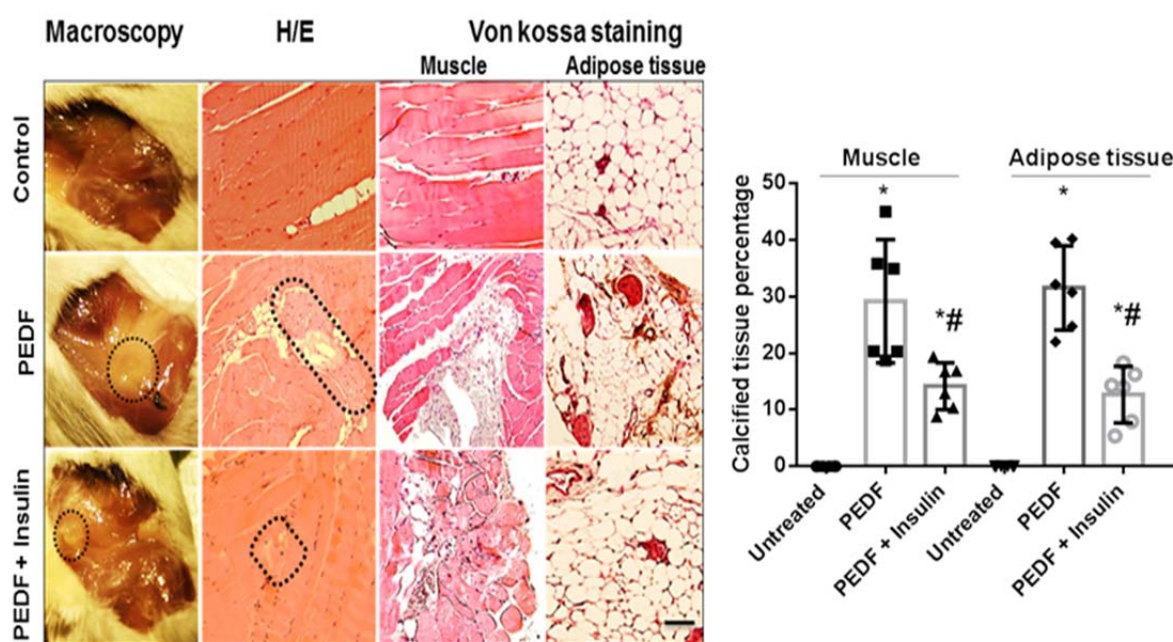 Macroscopy H/E Von kossa staining
Muscle Adipose tissue
Control
PEDF
PEDF + Insulin
Muscle Adipose tissue
Calcified tissue percentage
50
40
30
20
10
0
* *# * *#
Untreated
PEDF
PEDF + Insulin
Untreated
PEDF
PEDF + Insulin